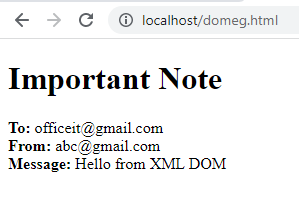 localhost/domeg.html
Important Note
To: officeit@gmail.com
From: abc@gmail.com
Message: Hello from XML DOM